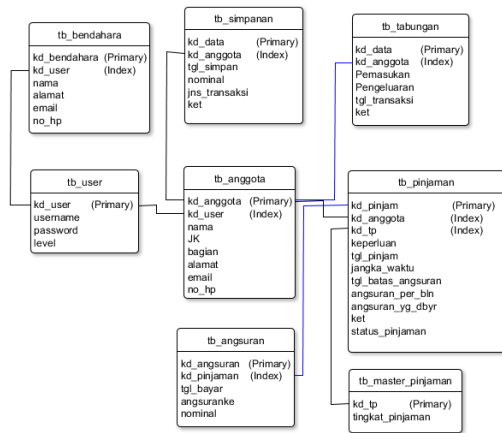 tb_bendahara
kd_bendahara (Primary)
kd_user (Index)
nama
alamat
email
no_hp
tb_simpanan
kd_data (Primary)
kd_anggota (Index)
tgl_simpan
nominal
jns_transaksi
ket
tb_tabungan
kd_data (Primary)
kd_anggota (Index)
Pemasukan
Pengeluaran
tgl_transaksi
ket
tb_user
kd_user (Primary)
username
password
level
tb_anggota
kd_anggota (Primary)
kd_user (Index)
nama
JK
bagian
alamat
email
no_hp
tb_pinjaman
kd_pinjam (Primary)
kd_anggota (Index)
kd_tp (Index)
keperluan
tgl_pinjam
jangka_waktu
tgl_batas_angsuran
angsuran_per_bln
angsuran_yg_dbyr
ket
status_pinjaman
tb_angsuran
kd_angsuran (Primary)
kd_pinjaman (Index)
tgl_bayar
angsuranke
nominal
tb_master_pinjaman
kd_tp (Primary)
tingkat_pinjaman